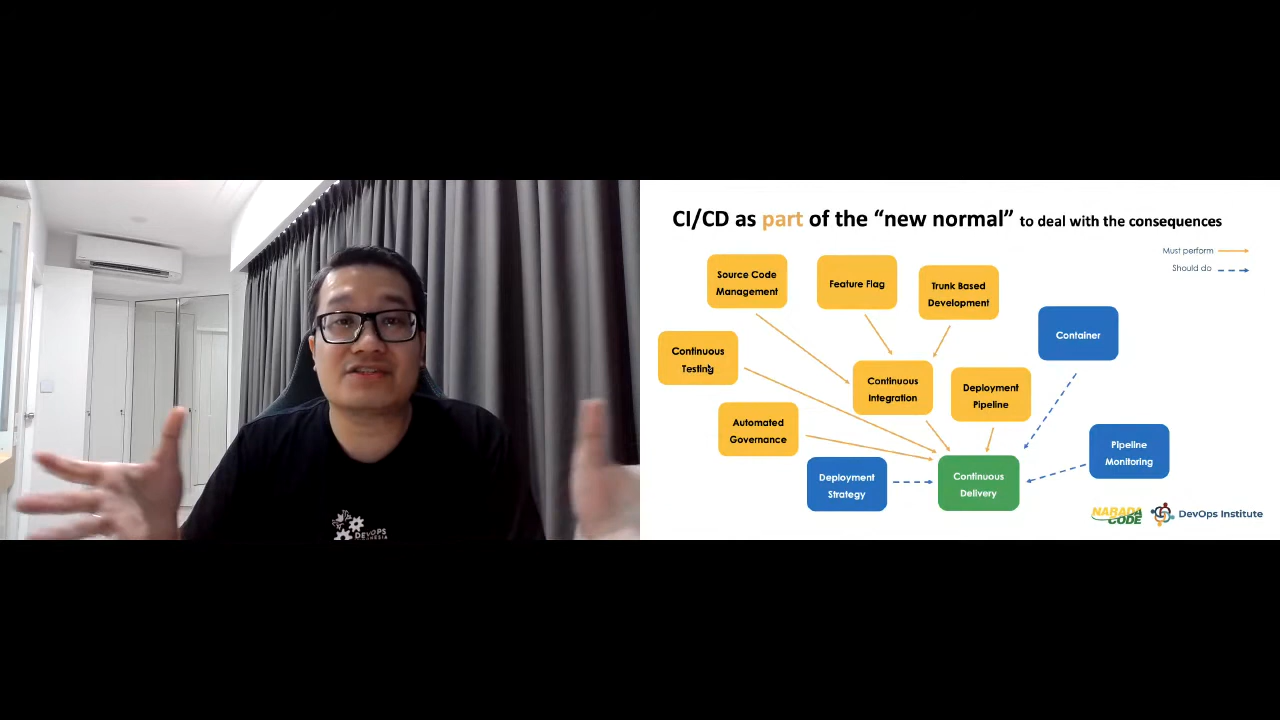 CI/CD as part of the “new normal” to deal with the consequences
Must perform
Should do
Source Code
Management
Feature Flag
Trunk Based
Development
Container
Continuous
Testing
Continuous
Integration
Deployment
Pipeline
Automated
Governance
Pipeline
Monitoring
Deployment
Strategy
Continuous
Delivery
NARADA
CODE
DevOps Institute
DEVOPS